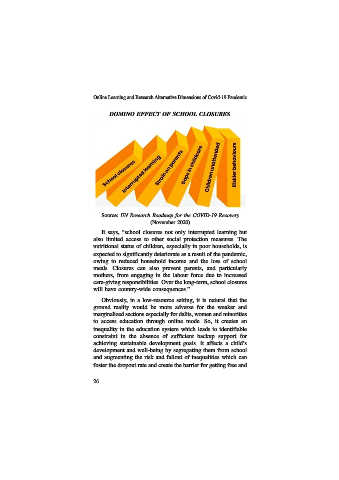 Online Learning and Research Alternative Dimensions of Covid-19 Pandemic
DOMINO EFFECT OF SCHOOL CLOSURES
School closures
Interrupted learning
Strain on parents
Gaps in childcare
Children unattended
Riskier behaviours
Source: UN Research Roadmap for the COVID-19 Recovery
(November 2020)
It says, "school closures not only interrupted learning but
also limited access to other social protection measures. The
nutritional status of children, especially in poor households, is
expected to significantly deteriorate as a result of the pandemic,
owing to reduced household income and the loss of school
meals. Closures can also prevent parents, and particularly
mothers, from engaging in the labour force due to increased
care-giving responsibilities. Over the long-term, school closures
will have country-wide consequences."
Obviously, in a low-resource setting, it is natural that the
ground reality would be more adverse for the weaker and
marginalized sections especially for dalits, women and minorities
to access education through online mode. So, it creates an
inequality in the education system which leads to identifiable
constraint in the absence of sufficient backup support for
achieving sustainable development goals. It affects a child's
development and well-being by segregating them from school
and augmenting the risk and fallout of inequalities which can
foster the dropout rate and create the barrier for getting free and
26